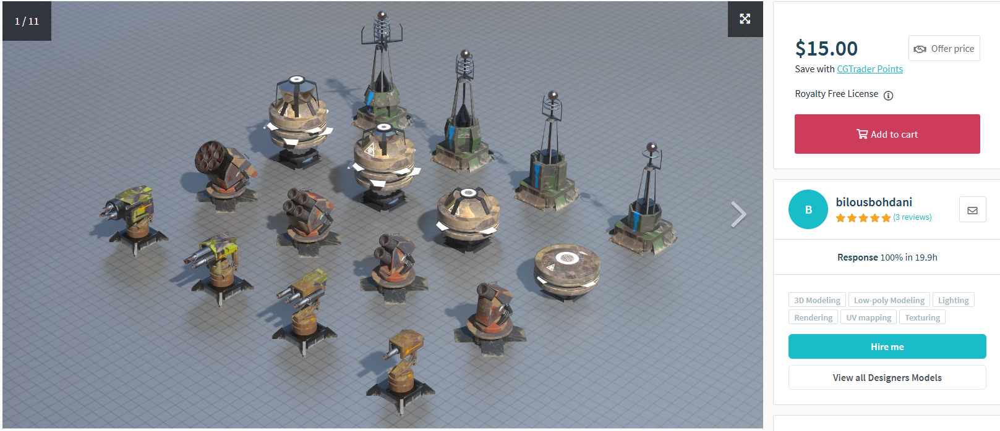 1 / 11
$15.00
Offer price
Save with CGTrader Points
Royalty Free License
Add to cart
B
bilousbohdani
(3 reviews)
Response 100% in 19.9h
3D Modeling
Low-poly Modeling
Lighting
Rendering
UV mapping
Texturing
Hire me
View all Designers Models